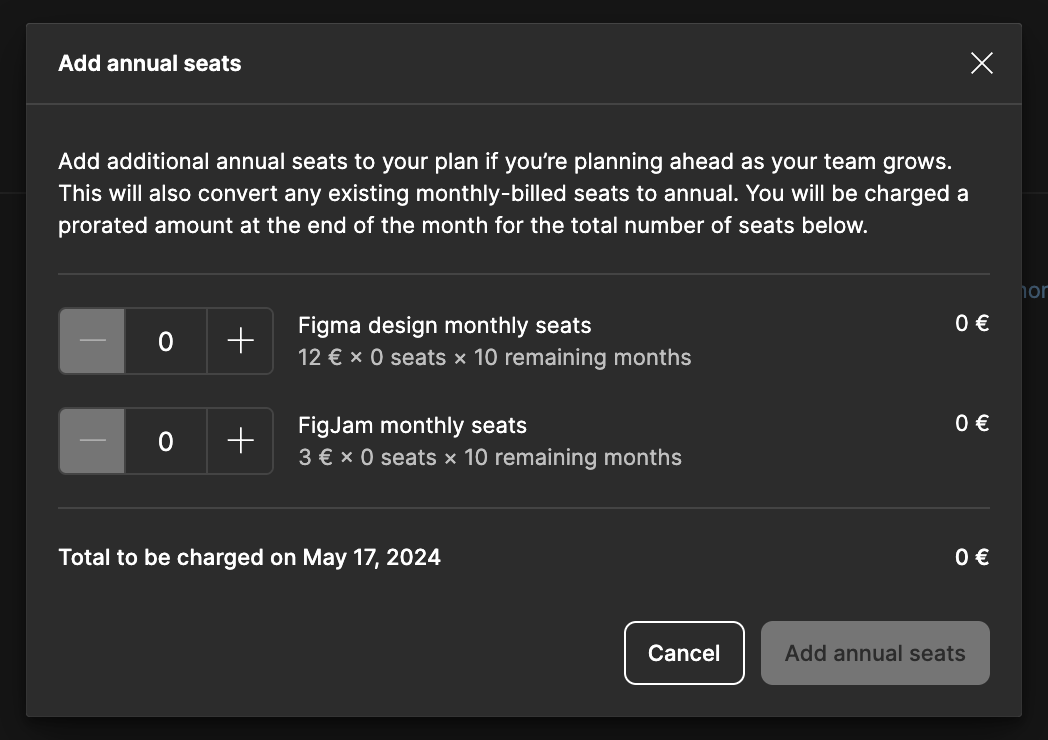 Add annual seats
Add additional annual seats to your plan if you’re planning ahead as your team grows.
This will also convert any existing monthly-billed seats to annual. You will be charged a
prorated amount at the end of the month for the total number of seats below.
0
Figma design monthly seats
0 €
12 € × 0 seats × 10 remaining months
0
FigJam monthly seats
0 €
3 € × 0 seats × 10 remaining months
Total to be charged on May 17, 2024
0 €
Cancel
Add annual seats